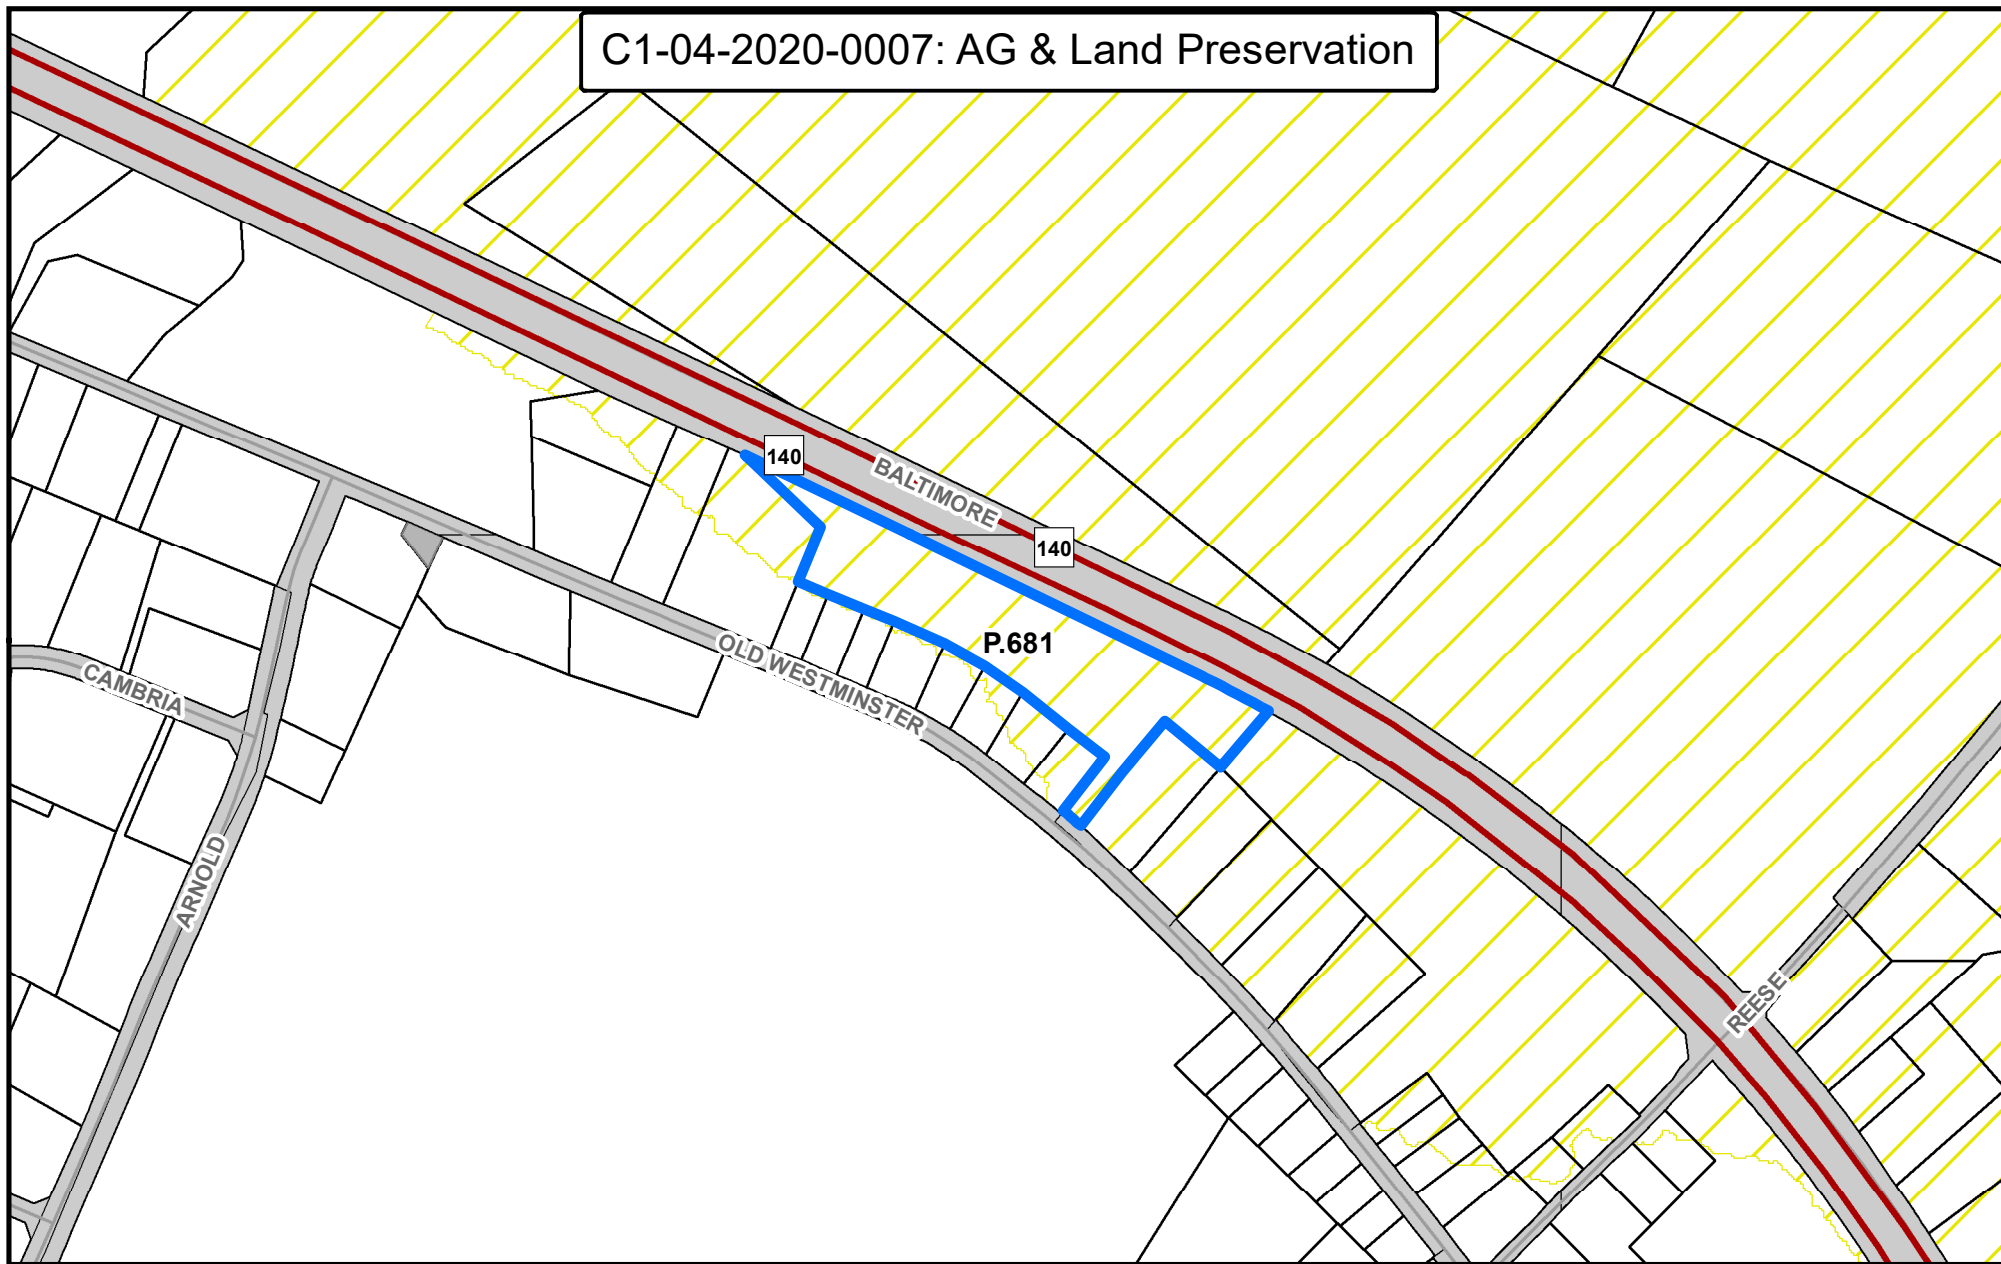 C1-04-2020-0007: AG & Land Preservation
140
BALTIMORE
140
P.681
OLD WESTMINSTER
CAMBRIA
ARNOLD
REESE